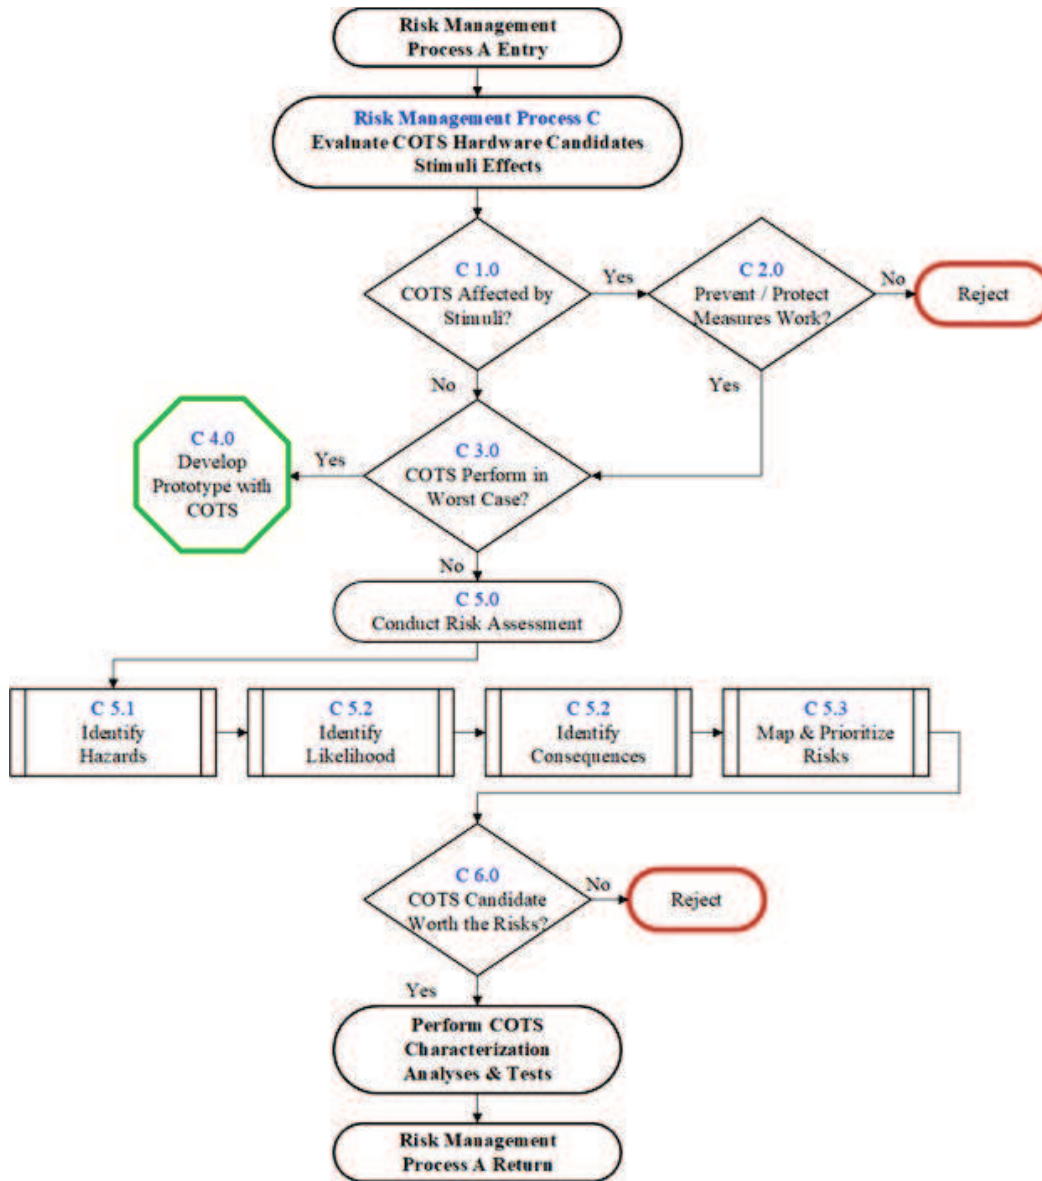 Risk Management
Process A Entry
Risk Management Process C
Evaluate COTS Hardware Candidates
Stimuli Effects
C 1.0
COTS Affected by
Stimuli?
Yes
C 2.0
Prevent / Protect
Measures Work?
No
Reject
No
Yes
C 4.0
Develop
Prototype with
COTS
Yes
C 3.0
COTS Perform in
Worst Case?
No
C 5.0
Conduct Risk Assessment
C 5.1
Identify
Hazards
C 5.2
Identify
Likelihood
C 5.2
Identify
Consequences
C 5.3
Map & Prioritize
Risks
C 6.0
COTS Candidate
Worth the Risks?
No
Reject
Yes
Perform COTS
Characterization
Analyses & Tests
Risk Management
Process A Return